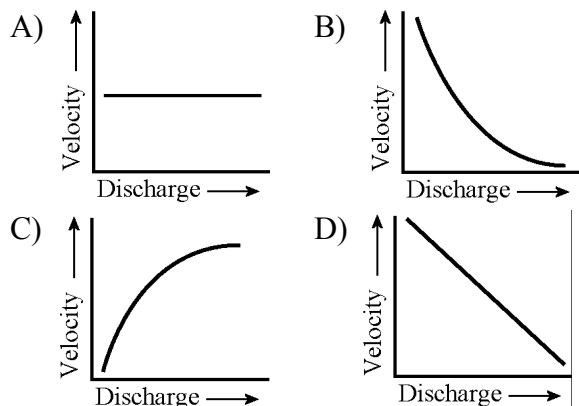 A)
Velocity
Discharge
B)
Velocity
Discharge
C)
Velocity
Discharge
D)
Velocity
Discharge